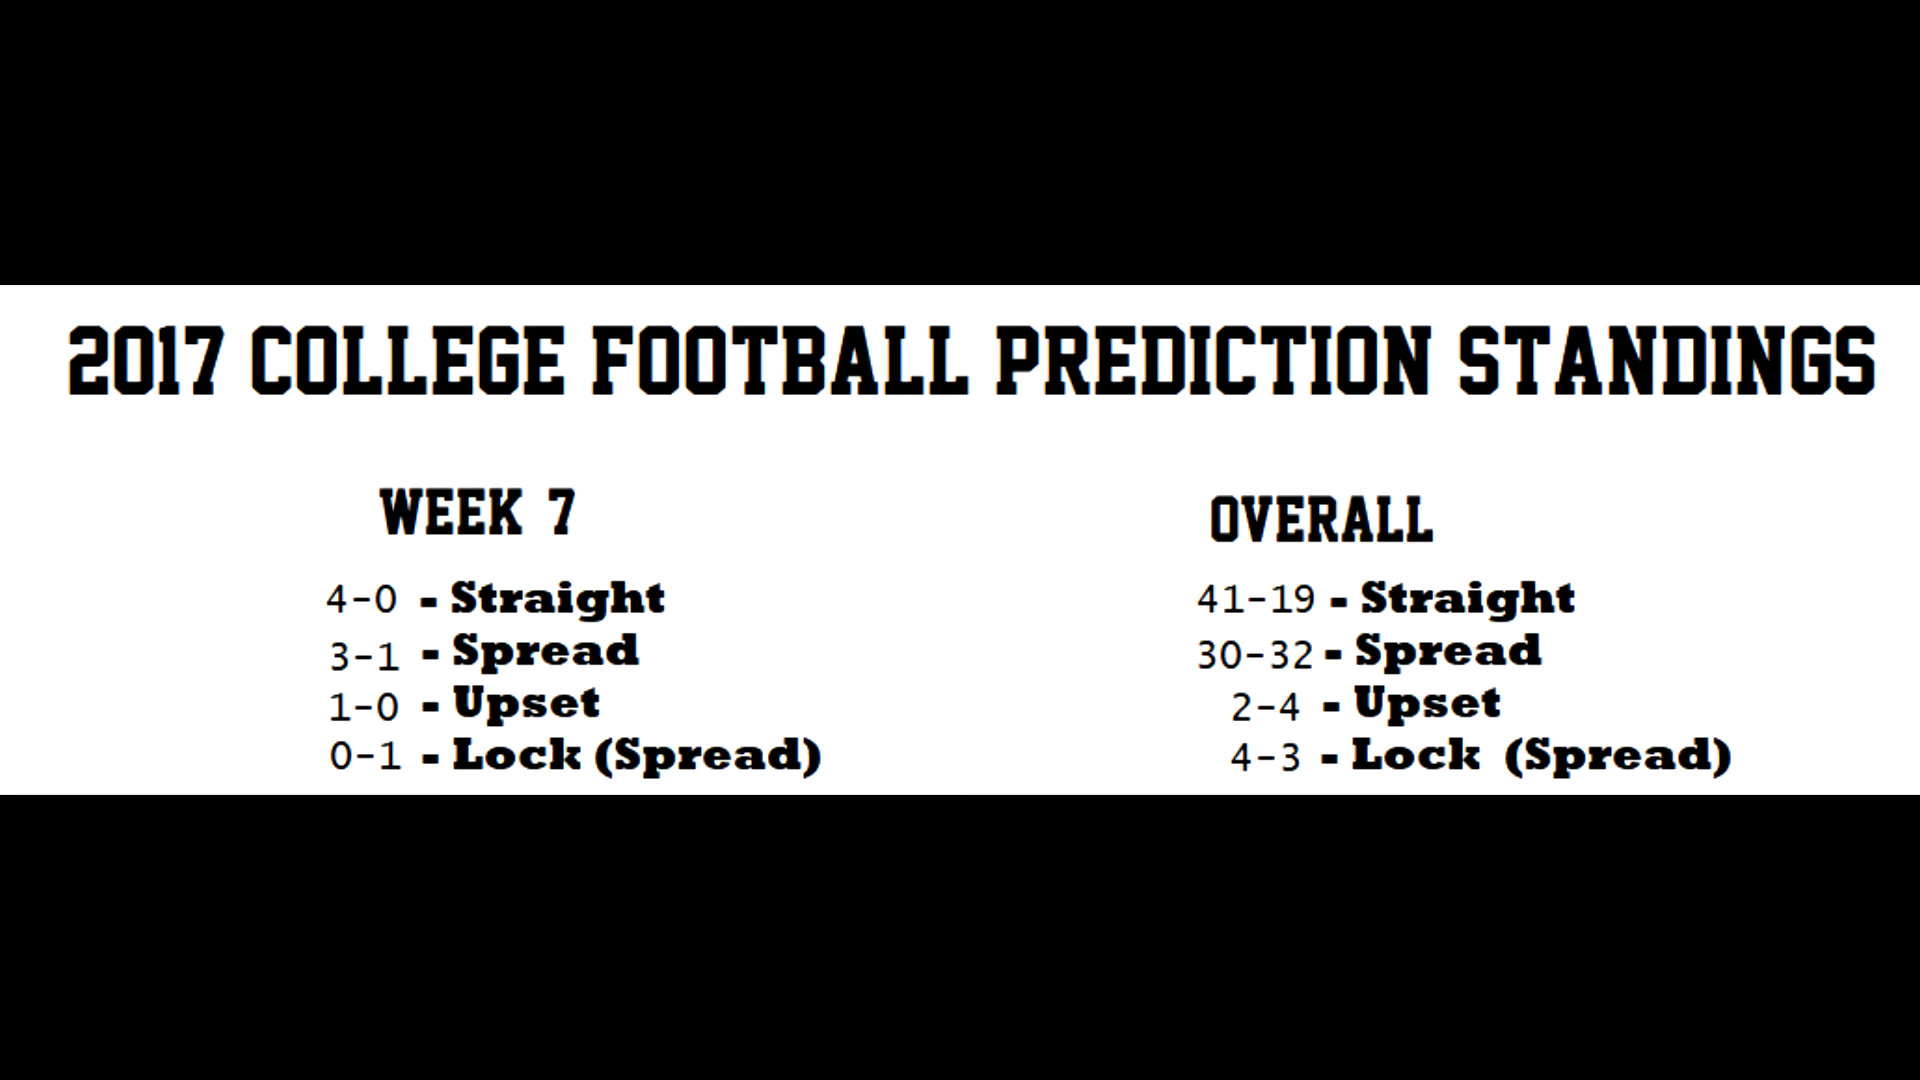 2017 COLLEGE FOOTBALL PREDICTION STANDINGS
WEEK 7
4-0 - Straight
3-1 - Spread
1-0 - Upset
0-1 - Lock (Spread)
OVERALL
41-19 - Straight
30-32 - Spread
2-4 - Upset
4-3 - Lock (Spread)